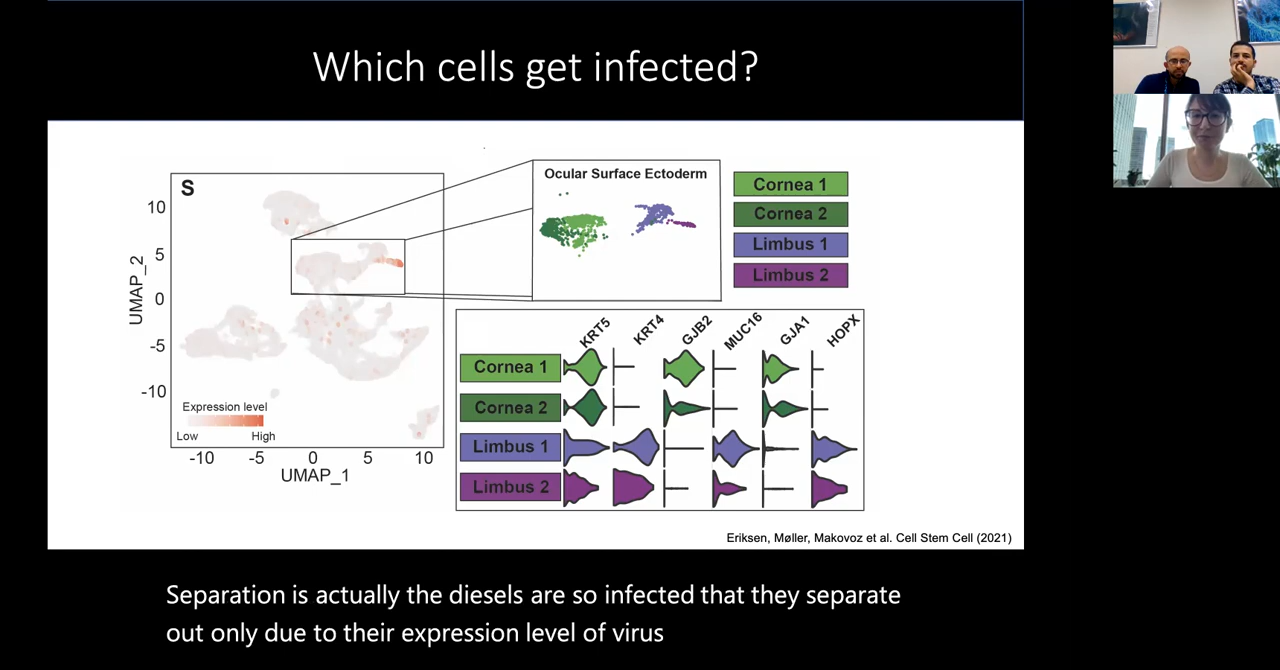 Which cells get infected?
S
10
5
0
-5
-10
UMAP_2
Expression level
Low High
-10 -5 0 5 10
UMAP_1
Ocular Surface Ectoderm
Cornea 1
Cornea 2
Limbus 1
Limbus 2
KRT5 KRT4 GJB2 MUC16 GJA1 HOPX
Cornea 1
Cornea 2
Limbus 1
Limbus 2
Eriksen, Møller, Makovoz et al. Cell Stem Cell (2021)
Separation is actually the diesels are so infected that they separate
out only due to their expression level of virus